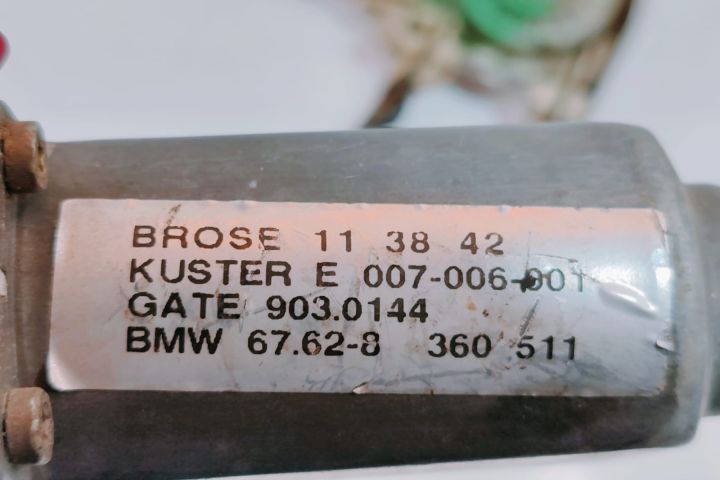 BROSE 11 38 42
KUSTER E 007-006-001
GATE 903.0144
BMW 67.62-8 360 511